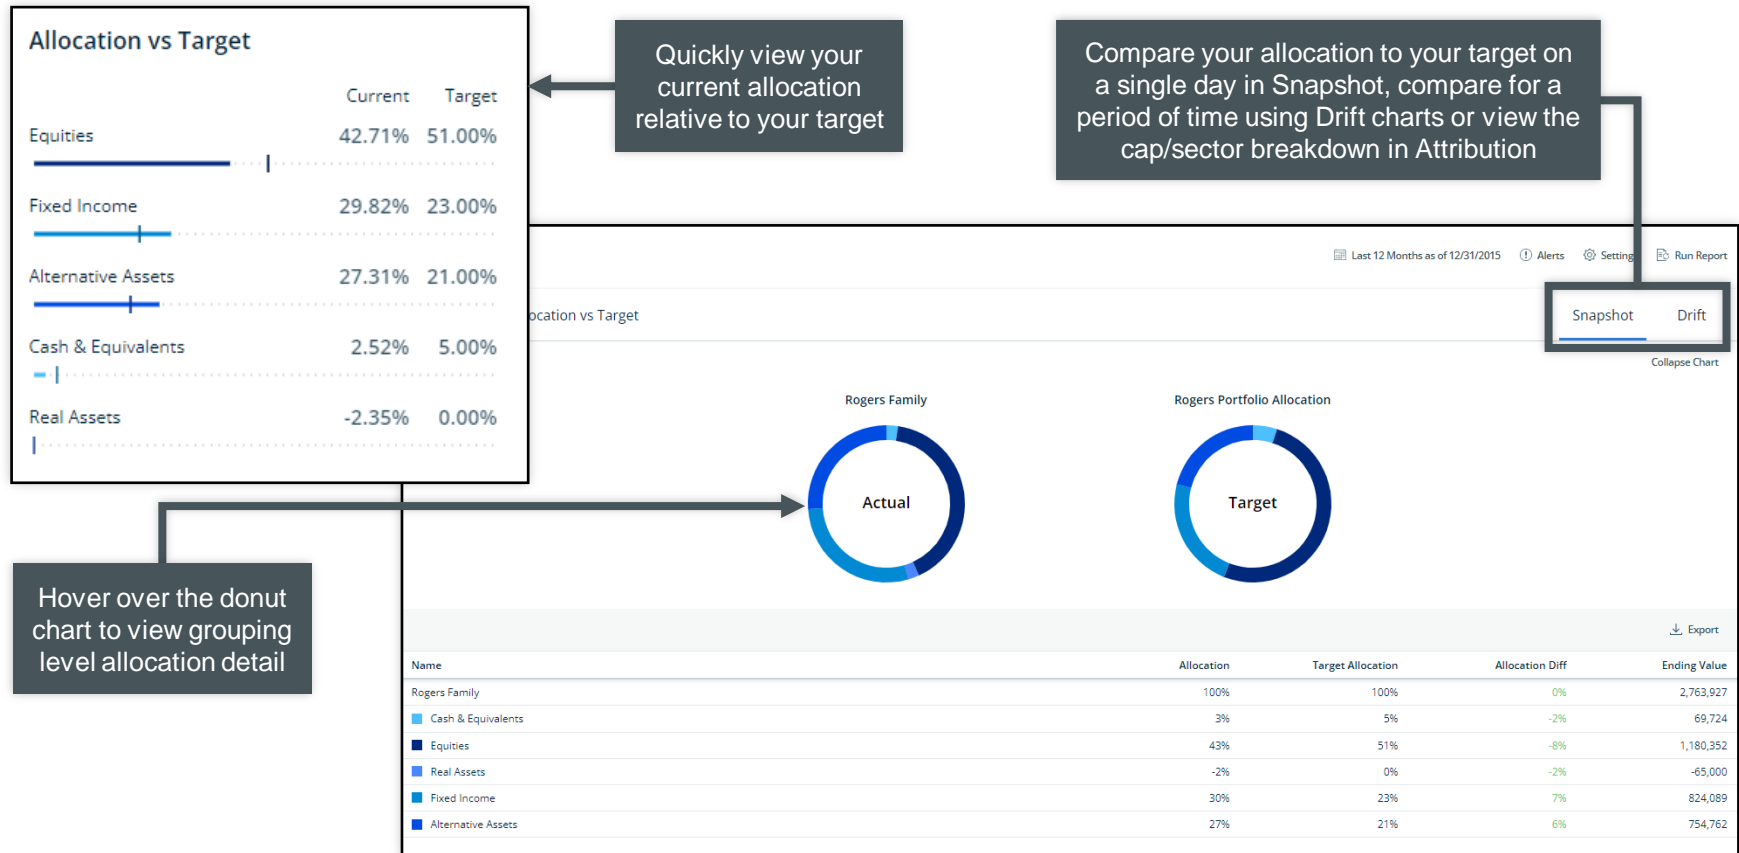 Allocation vs Target
Current Target
Equities 42.71% 51.00%
Fixed Income 29.82% 23.00%
Alternative Assets 27.31% 21.00%
Cash & Equivalents 2.52% 5.00%
Real Assets -2.35% 0.00%
Quickly view your
current allocation
relative to your target
Compare your allocation to your target on
a single day in Snapshot, compare for a
period of time using Drift charts or view the
cap/sector breakdown in Attribution
Last 12 Months as of 12/31/2015 Alerts Setting Run Report
ocation vs Target
Snapshot Drift
Collapse Chart
Rogers Family
Actual
Rogers Portfolio Allocation
Target
Hover over the donut
chart to view grouping
level allocation detail
Export
Name Allocation Target Allocation Allocation Diff Ending Value
Rogers Family 100% 100% 0% 2,763,927
Cash & Equivalents 3% 5% -2% 69,724
Equities 43% 51% -8% 1,180,352
Real Assets -2% 0% -2% -65,000
Fixed Income 30% 23% 7% 824,089
Alternative Assets 27% 21% 6% 754,762